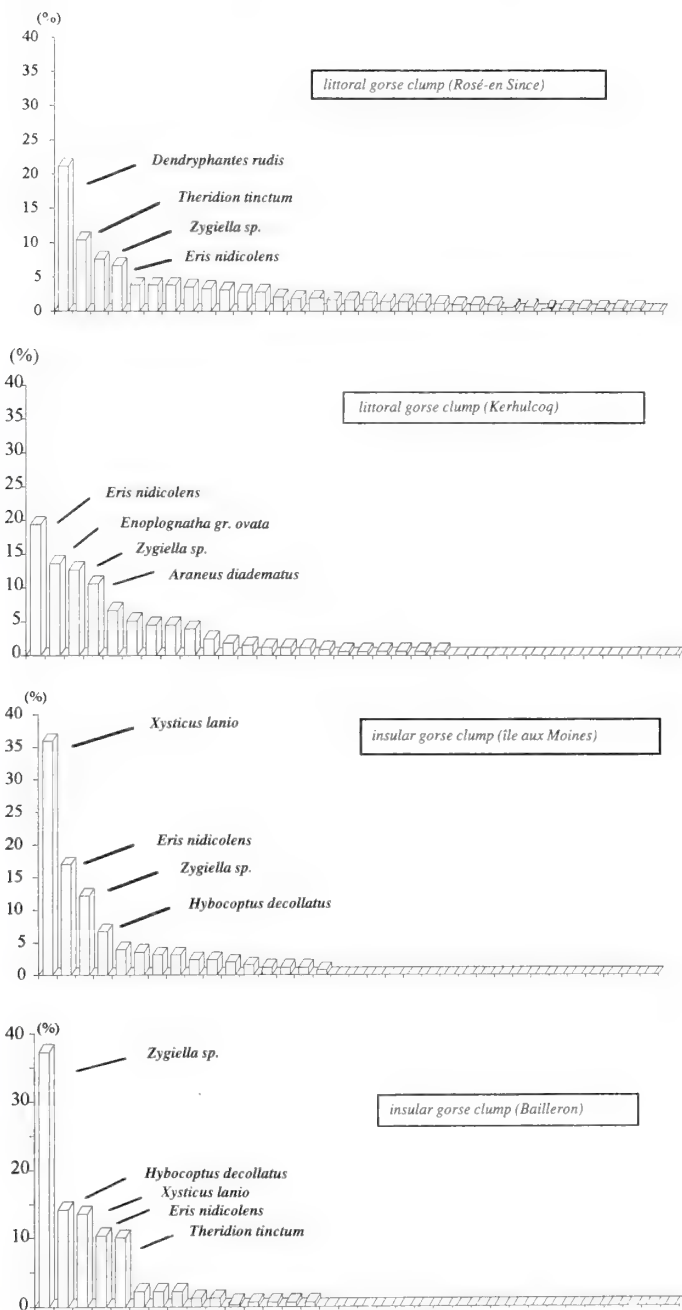 (%)
40
35
30
25
20
15
10
5
0
littoral gorse clump (Rosé-en Since)
Dendryphantes rudis
Theridion tinctum
Zygiella sp.
Eris nidicolens
(%)
40
35
30
25
20
15
10
5
0
littoral gorse clump (Kerhulcoq)
Eris nidicolens
Enoplognatha gr. ovata
Zygiella sp.
Araneus diadematus
(%)
40
35
30
25
20
15
10
5
0
insular gorse clump (île aux Moines)
Xysticus lanio
Eris nidicolens
Zygiella sp.
Hybocoptus decollatus
(%)
40
30
20
10
0
insular gorse clump (Bailleron)
Zygiella sp.
Hybocoptus decollatus
Xysticus lanio
Eris nidicolens
Theridion tinctum